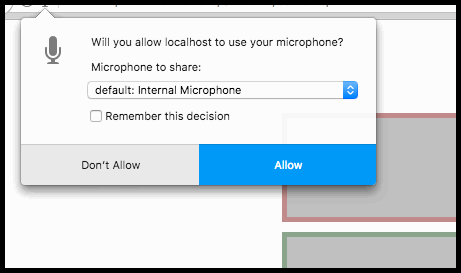 Will you allow localhost to use your microphone?
Microphone to share:
default: Internal Microphone
Remember this decision
Don't Allow
Allow